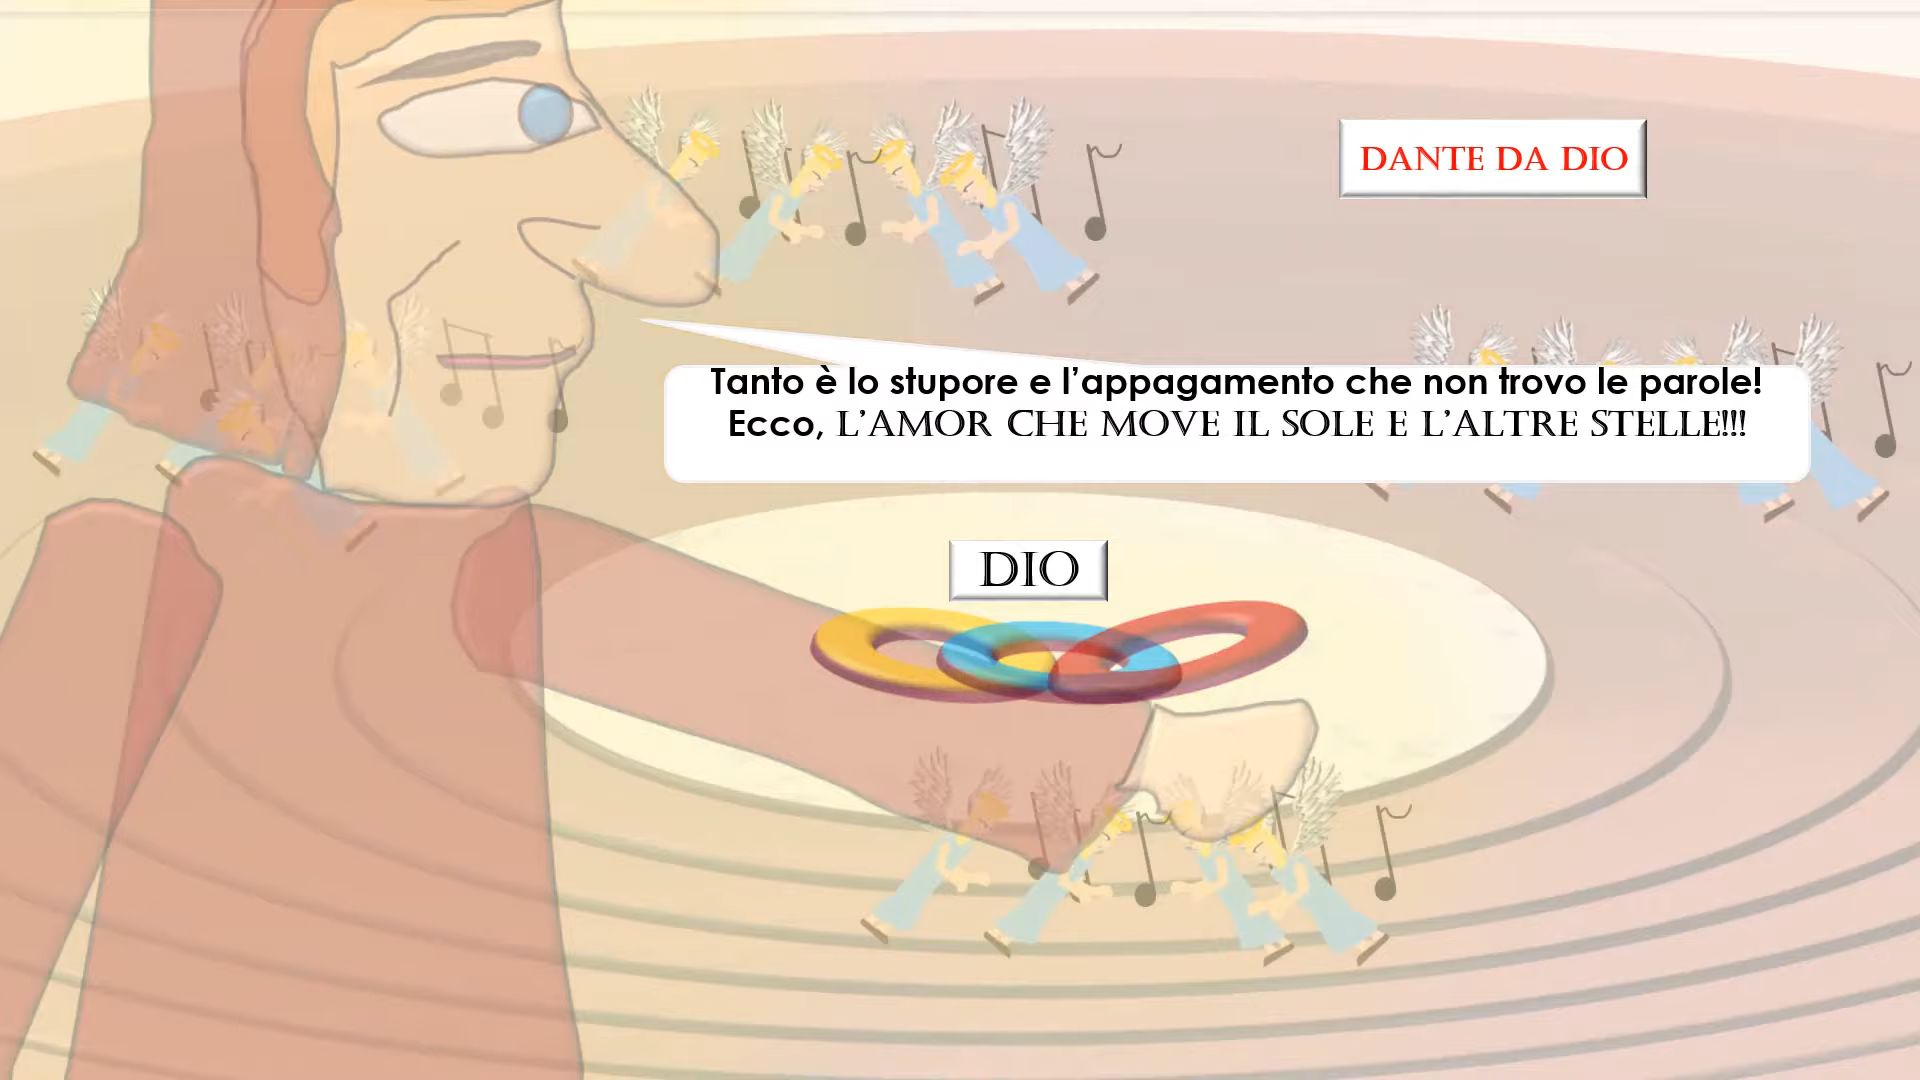 DANTE DA DIO
Tanto è lo stupore e l’appagamento che non trovo le parole!
Ecco, L’AMOR CHE MOVE IL SOLE E L’ALTRE STELLE!!!
DIO